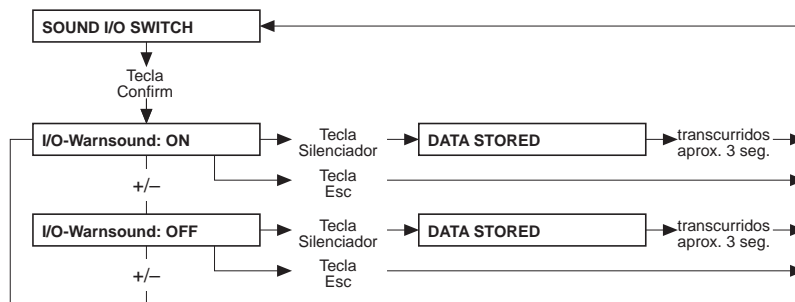 SOUND I/O SWITCH
Tecla
Confirm
I/O-Warnsound: ON
Tecla
Silenciador
DATA STORED
transcurridos
aprox. 3 seg.
Tecla
Esc
+/–
I/O-Warnsound: OFF
Tecla
Silenciador
DATA STORED
transcurridos
aprox. 3 seg.
Tecla
Esc
+/–